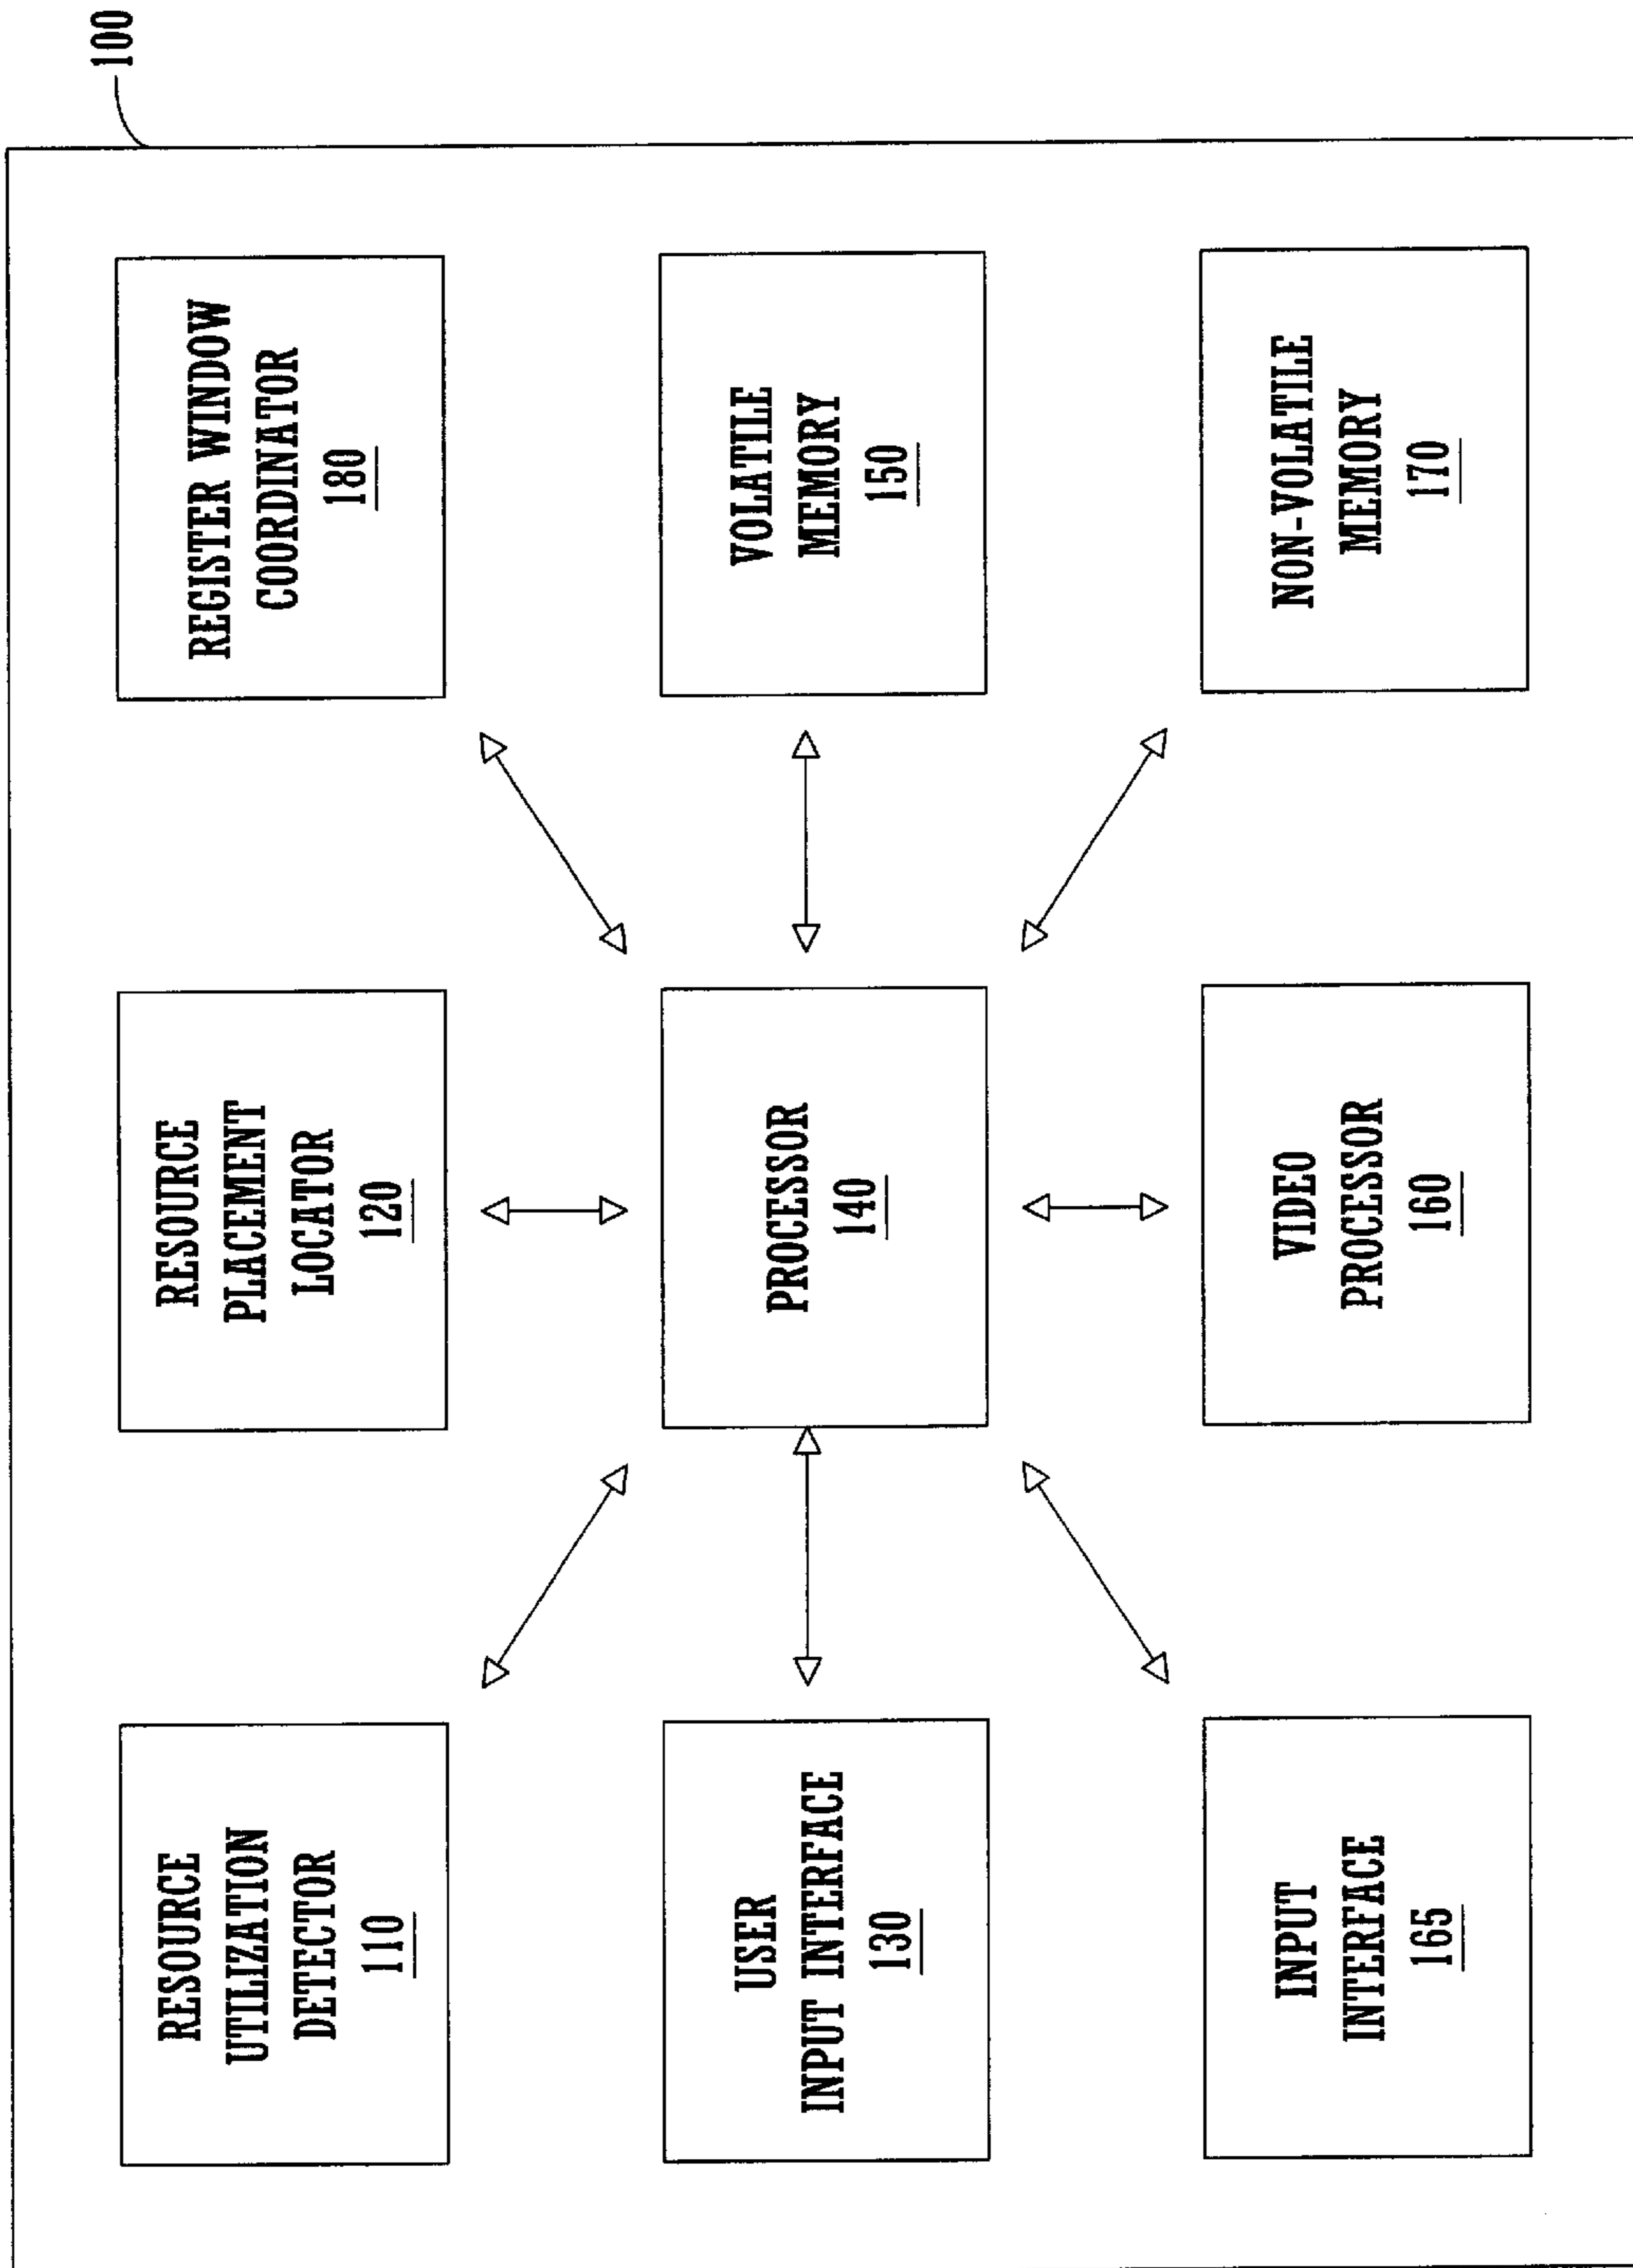 100
RESOURCE
UTILIZATION
DETECTOR
110
RESOURCE
PLACEMENT
LOCATOR
120
REGISTER WINDOW
COORDINATOR
180
USER
INPUT INTERFACE
130
PROCESSOR
140
VOLATILE
MEMORY
150
INPUT
INTERFACE
165
VIDEO
PROCESSOR
160
NON-VOLATILE
MEMORY
170